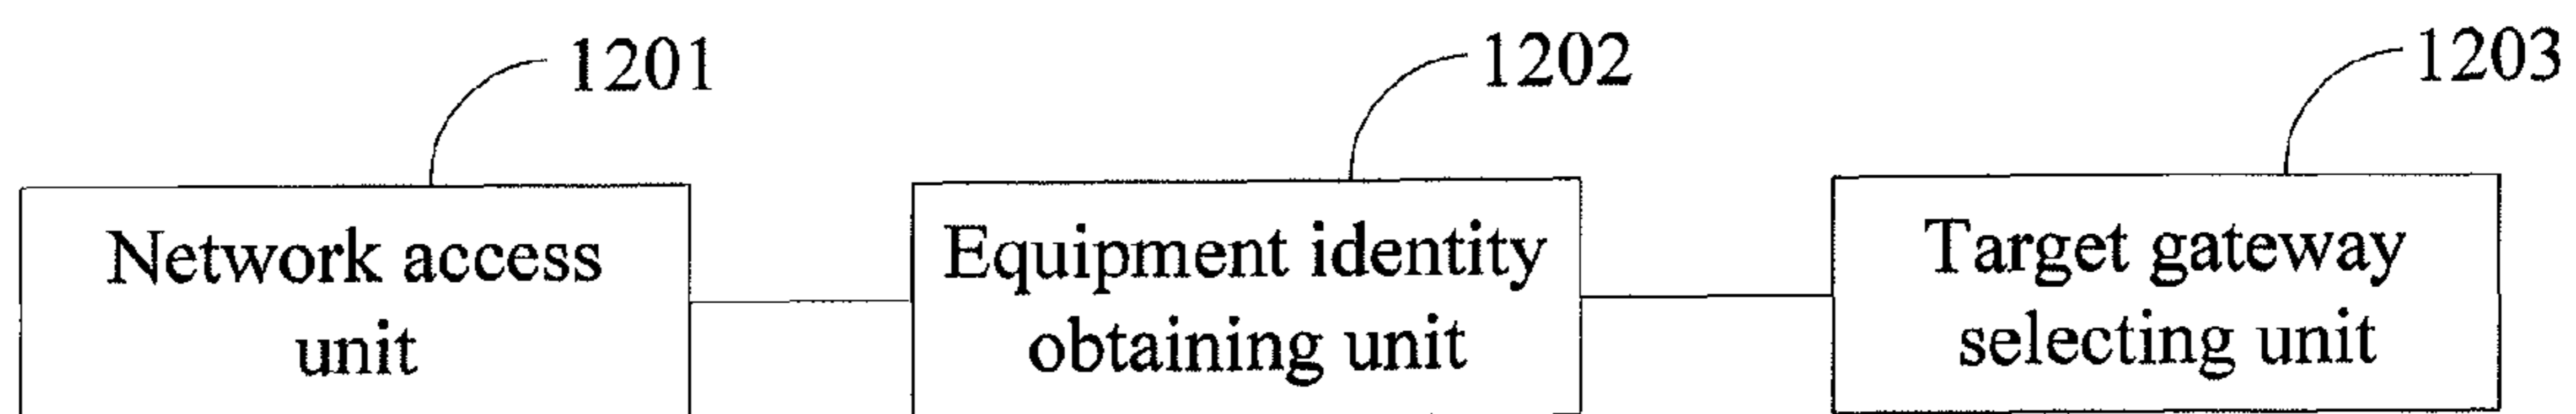 1201
1202
1203
Network access
unit
Equipment identity
obtaining unit
Target gateway
selecting unit